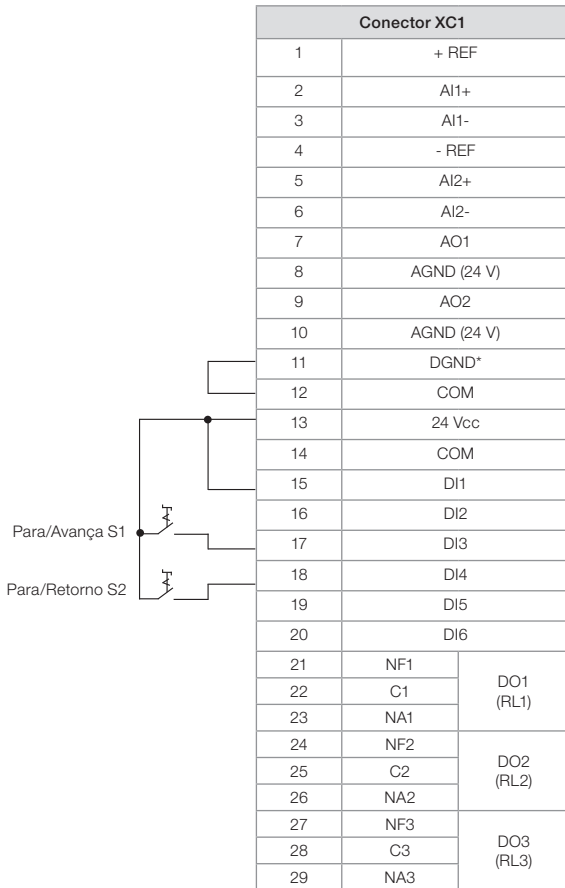 Conector XC1
1 + REF
2 AI1+
3 AI1-
4 - REF
5 AI2+
6 AI2-
7 AO1
8 AGND (24 V)
9 AO2
10 AGND (24 V)
11 DGND*
12 COM
13 24 Vcc
14 COM
15 DI1
16 DI2
Para/Avança S1
17 DI3
18 DI4
Para/Retorno S2
19 DI5
20 DI6
21 NF1
22 C1
23 NA1
DO1
(RL1)
24 NF2
25 C2
26 NA2
DO2
(RL2)
27 NF3
28 C3
29 NA3
DO3
(RL3)